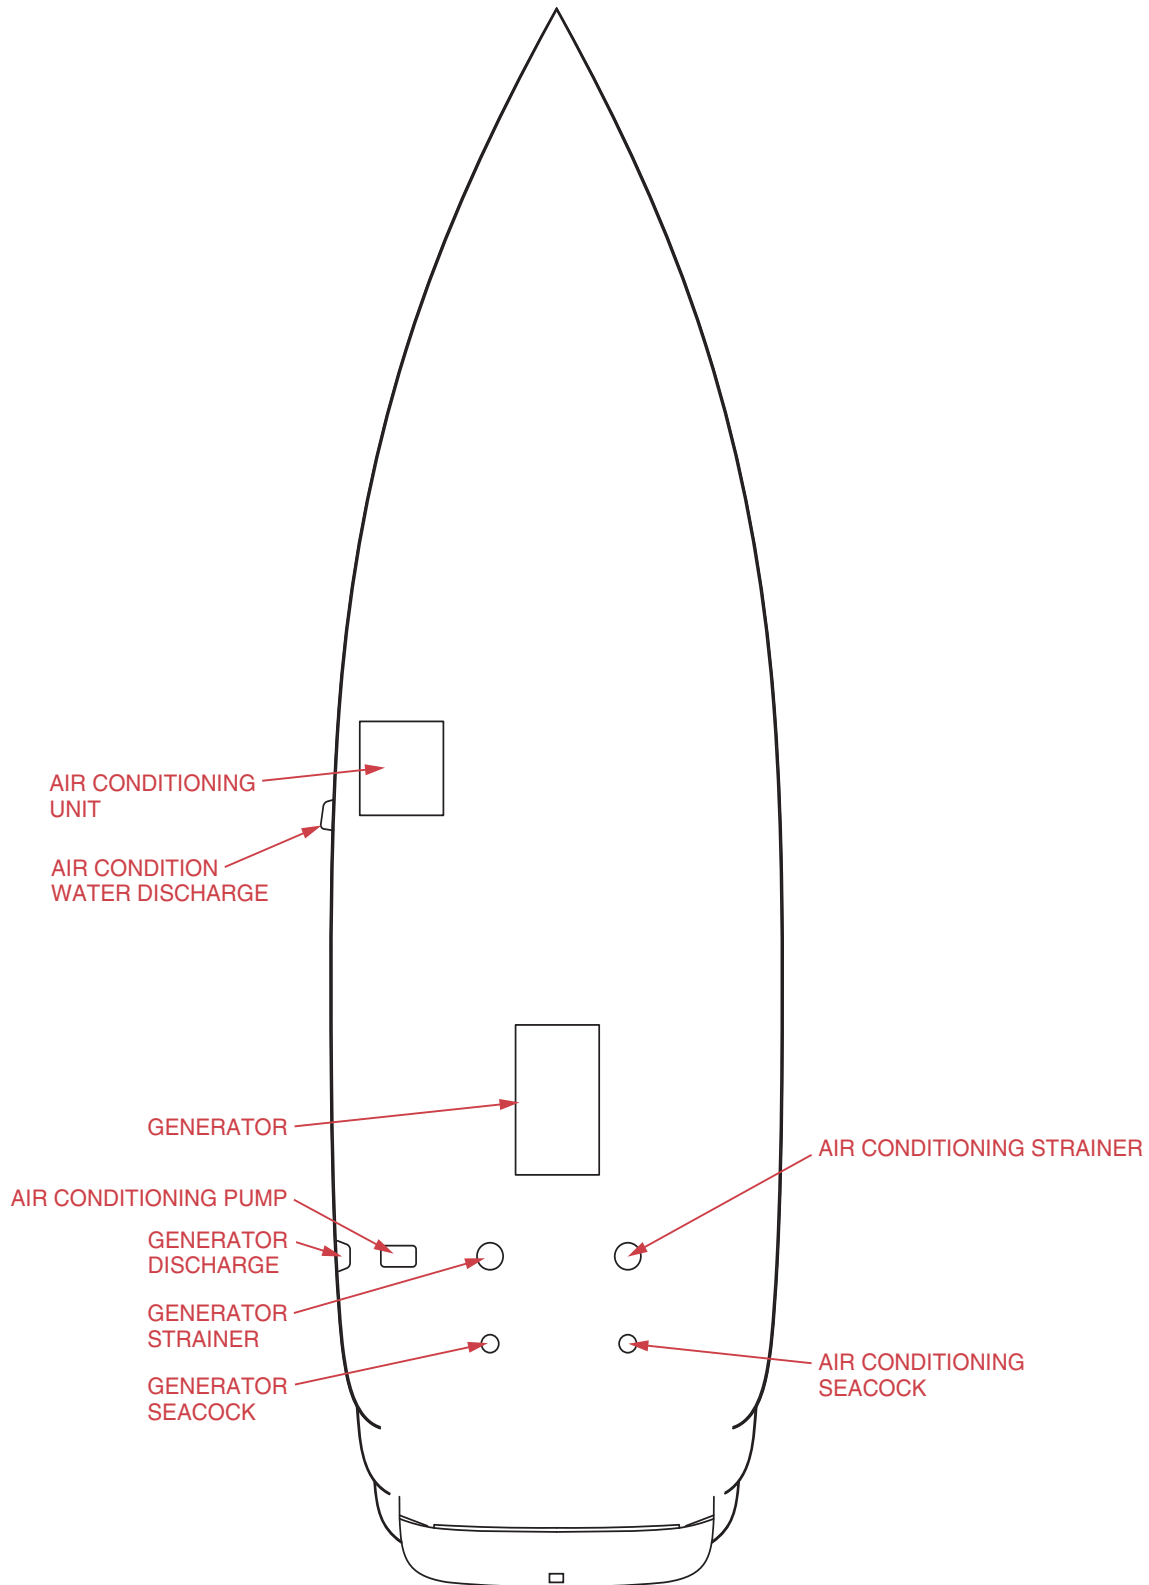 AIR CONDITIONING
UNIT
AIR CONDITION
WATER DISCHARGE
GENERATOR
AIR CONDITIONING STRAINER
AIR CONDITIONING PUMP
GENERATOR
DISCHARGE
GENERATOR
STRAINER
AIR CONDITIONING
SEACOCK
GENERATOR
SEACOCK